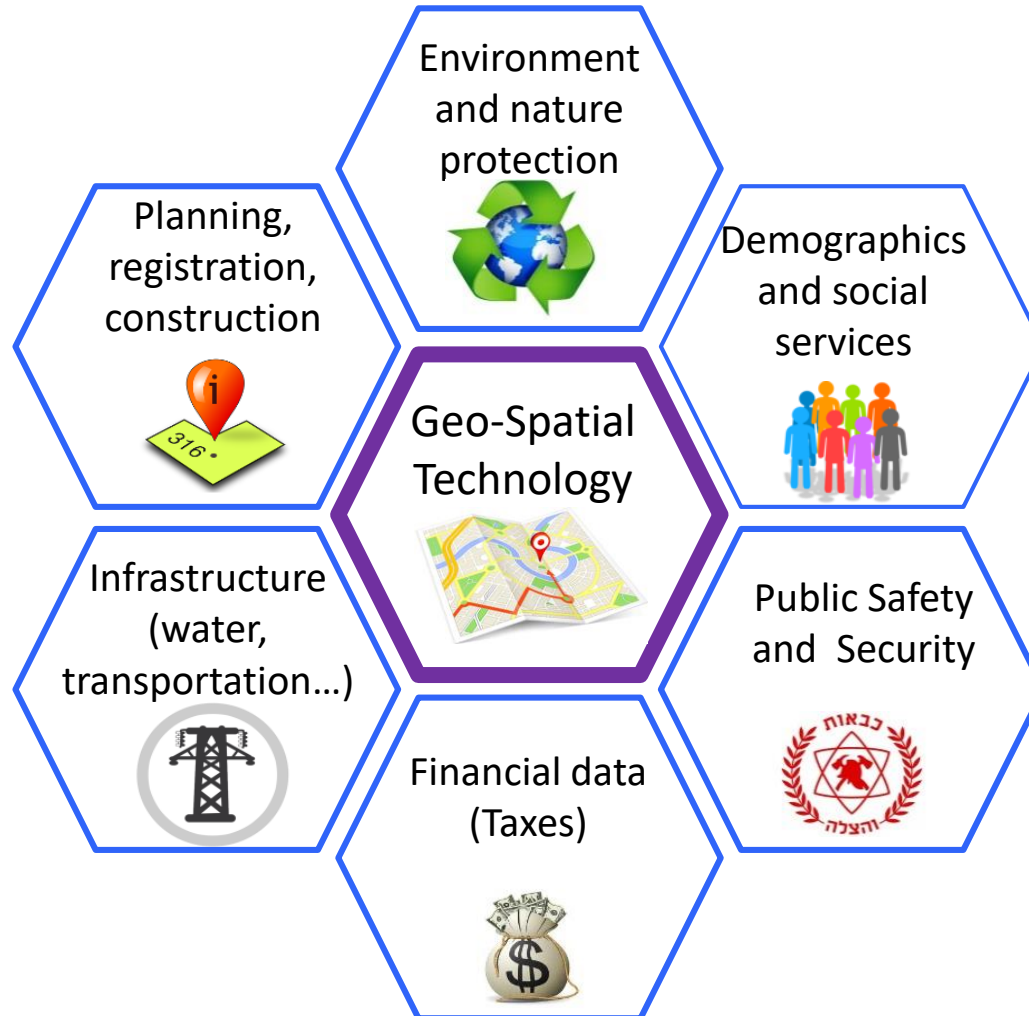 Environment
and nature
protection
Planning,
registration,
construction
i
316
Demographics
and social
services
Geo-Spatial
Technology
Infrastructure
(water,
transportation...)
Public Safety
and Security
כבאות
והצלה
Financial data
(Taxes)
$